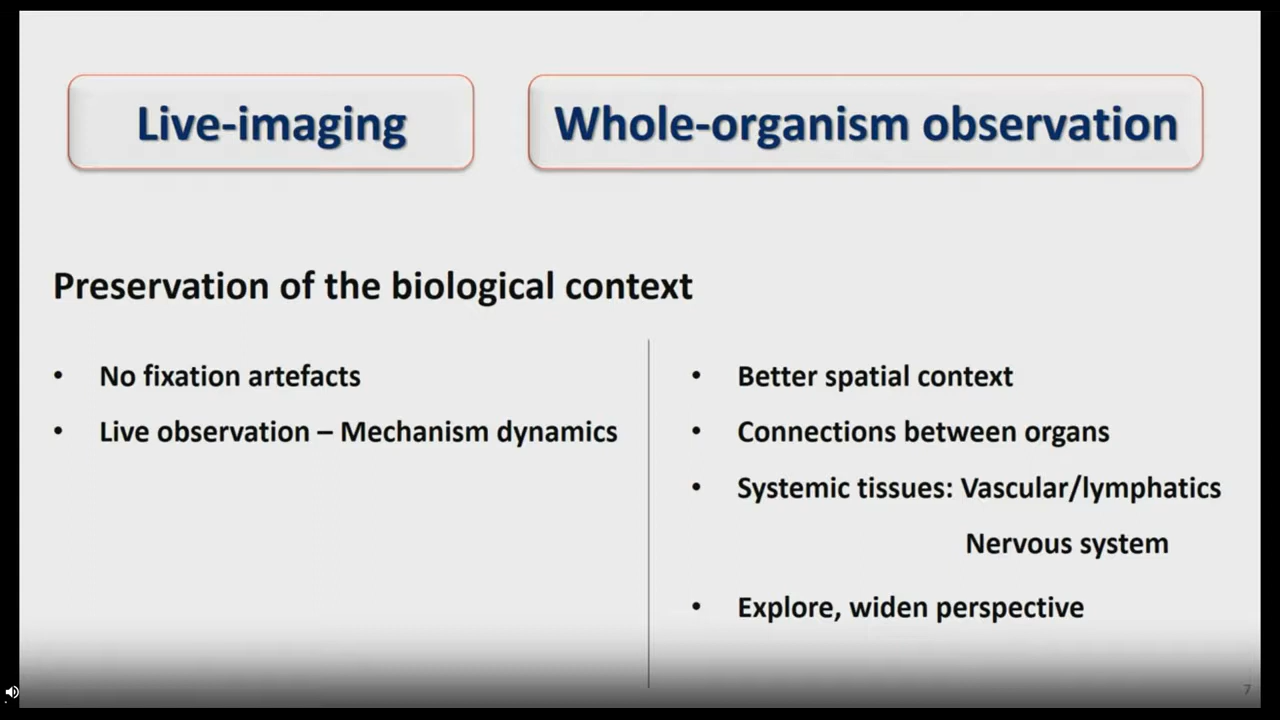 Live-imaging
Whole-organism observation
Preservation of the biological context
• No fixation artefacts
• Live observation – Mechanism dynamics
• Better spatial context
• Connections between organs
• Systemic tissues: Vascular/lymphatics
Nervous system
• Explore, widen perspective
7